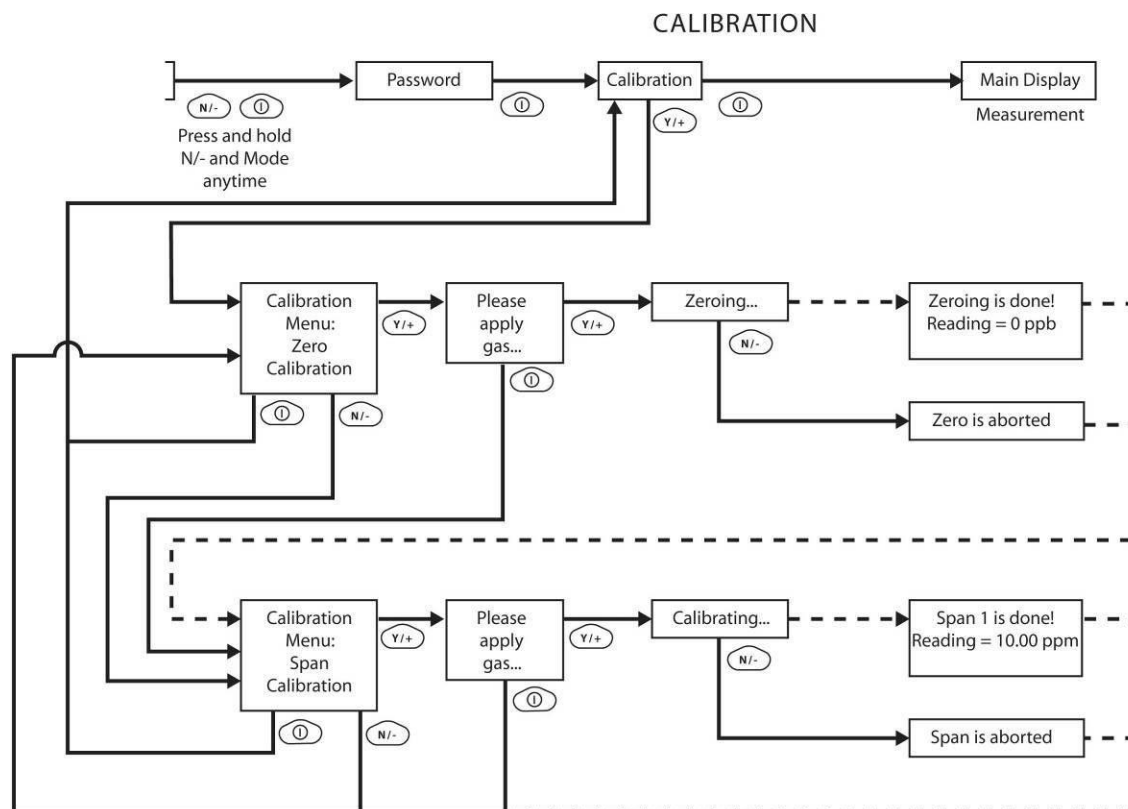 CALIBRATION
Password
Calibration
Main Display
N/-
Y/+
Measurement
Press and hold
N/- and Mode
anytime
Calibration
Menu:
Zero
Calibration
Y/+
Please
apply
gas...
Y/+
Zeroing...
Zeroing is done!
Reading = 0 ppb
N/-
N/-
Zero is aborted
Calibration
Menu:
Span
Calibration
Y/+
Please
apply
gas...
Y/+
Calibrating...
Span 1 is done!
Reading = 10.00 ppm
N/-
N/-
Span is aborted